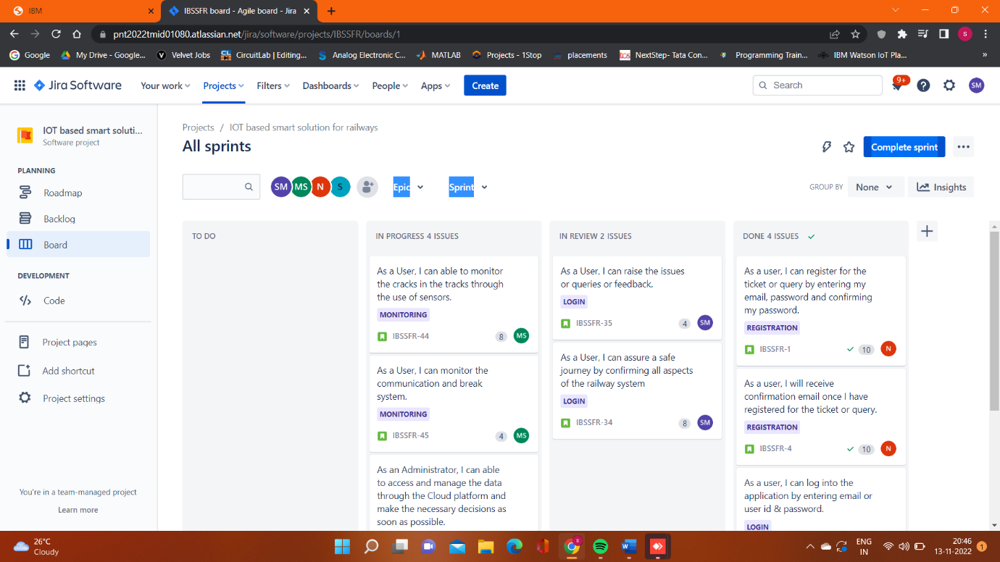 IBM
IBSSFR board - Agile board - Jira
pnt2022tmid01080.atlassian.net/jira/software/projects/IBSSFR/boards/1
S
Google
My Drive - Google...
Velvet Jobs
CircuitLab | Editing...
Analog Electronic C...
MATLAB
Projects - 1Stop
placements
NextStep- Tata Con...
Programming Train...
IBM Watson IoT Pla...
»
Jira Software
Your work
Projects
Filters
Dashboards
People
Apps
Create
Search
9+
SM
IOT based smart soluti...
Software project
PLANNING
Roadmap
Backlog
Board
DEVELOPMENT
Code
Project pages
Add shortcut
Project settings
You're in a team-managed project
Learn more
Projects / IOT based smart solution for railways
All sprints
Complete sprint
SM MS N S
Epic
Sprint
GROUP BY
None
Insights
TO DO
IN PROGRESS 4 ISSUES
As a User, I can able to monitor
the cracks in the tracks through
the use of sensors.
MONITORING
IBSSFR-44
8
MS
As a User, I can monitor the
communication and break
system.
MONITORING
IBSSFR-45
4
MS
As an Administrator, I can able
to access and manage the data
through the Cloud platform and
make the necessary decisions as
soon as possible.
IN REVIEW 2 ISSUES
As a User, I can raise the issues
or queries or feedback.
LOGIN
IBSSFR-35
4
SM
As a User, I can assure a safe
journey by confirming all aspects
of the railway system
LOGIN
IBSSFR-34
8
SM
DONE 4 ISSUES
As a user, I can register for the
ticket or query by entering my
email, password and confirming
my password.
REGISTRATION
IBSSFR-1
10
N
As a user, I will receive
confirmation email once I have
registered for the ticket or query.
REGISTRATION
IBSSFR-4
10
N
As a user, I can log into the
application by entering email or
user id & password.
LOGIN
26°C
Cloudy
ENG
IN
20:46
13-11-2022
1